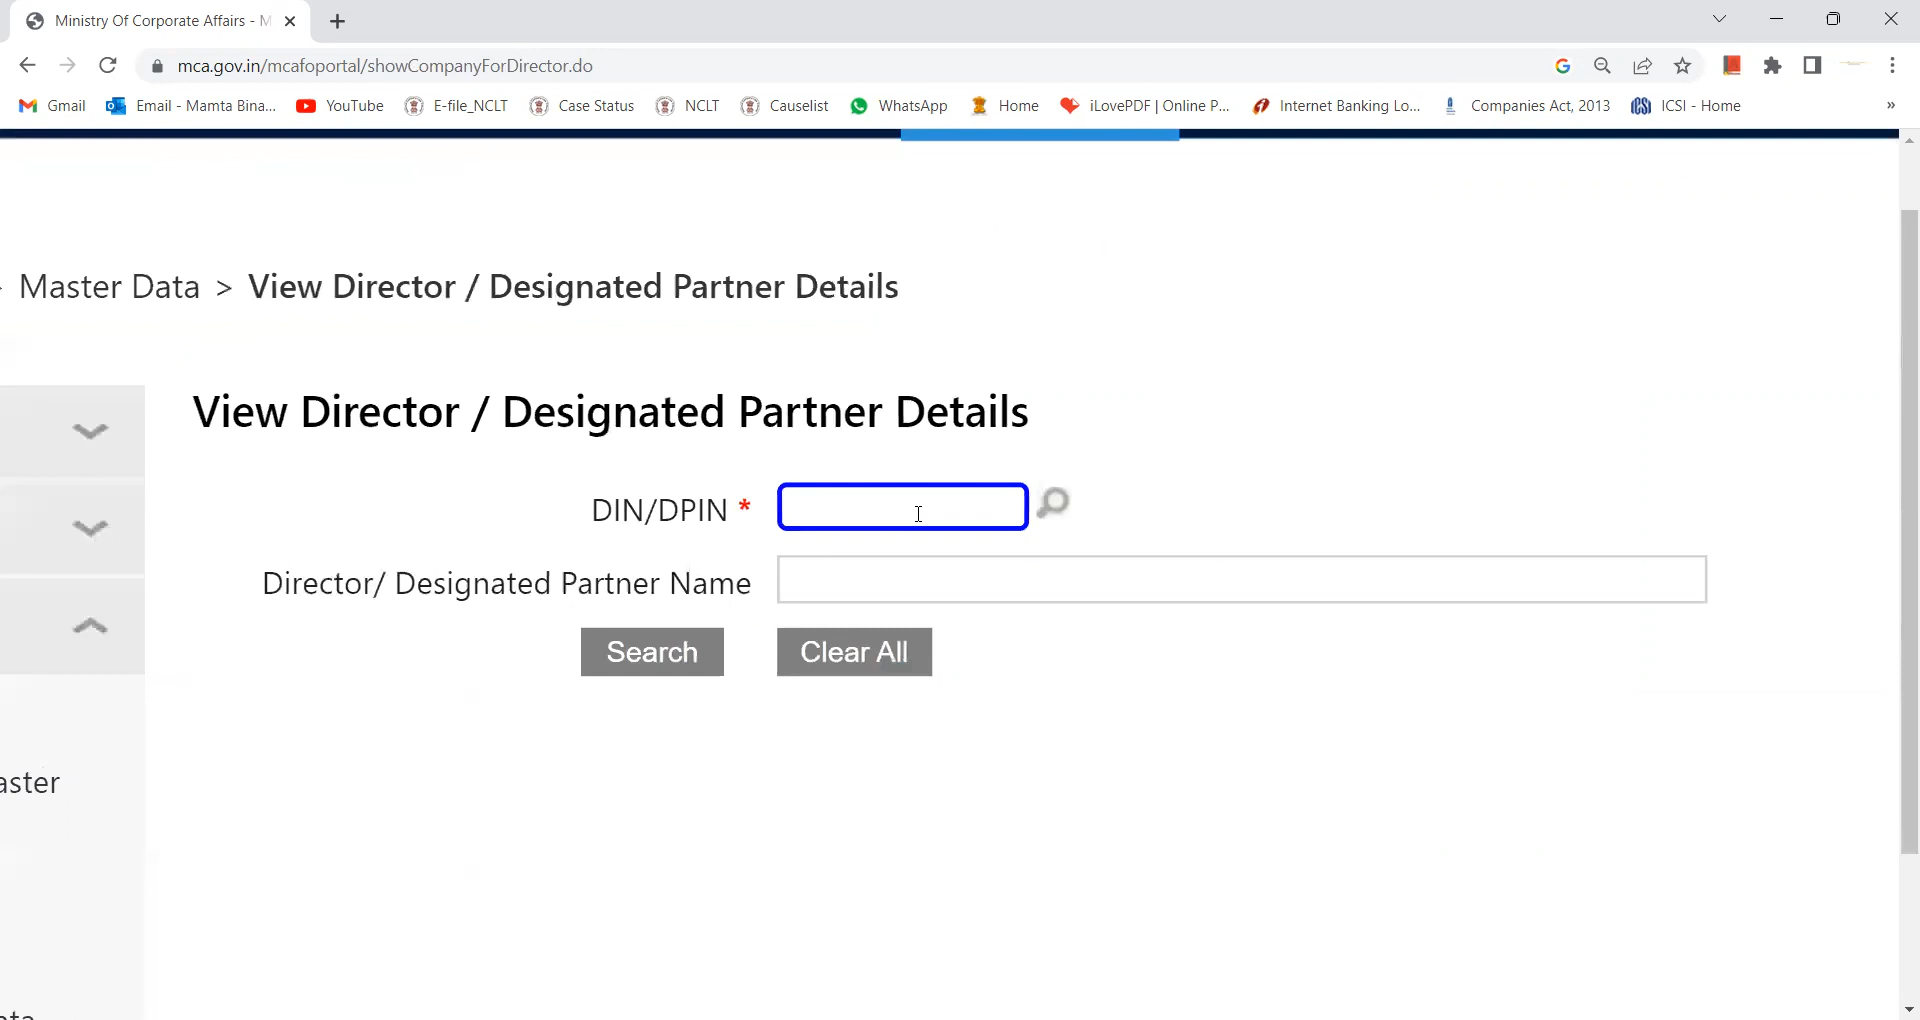 Ministry Of Corporate Affairs - M
mca.gov.in/mcafoportal/showCompanyForDirector.do
Gmail Email - Mamta Bina... YouTube E-file_NCLT Case Status NCLT Causelist WhatsApp Home iLovePDF | Online P... Internet Banking Lo... Companies Act, 2013 ICSI - Home »
Master Data > View Director / Designated Partner Details
View Director / Designated Partner Details
DIN/DPIN *
Director/ Designated Partner Name
Search Clear All
aster